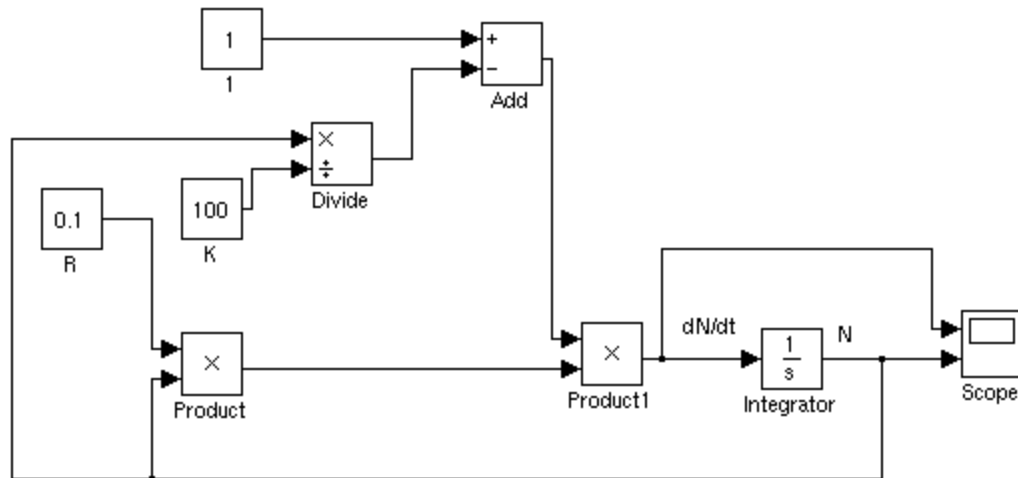 1
1
+
−
Add
×
÷
Divide
100
K
0.1
R
×
Product
×
Product1
dN/dt
1
s
Integrator
N
Scope